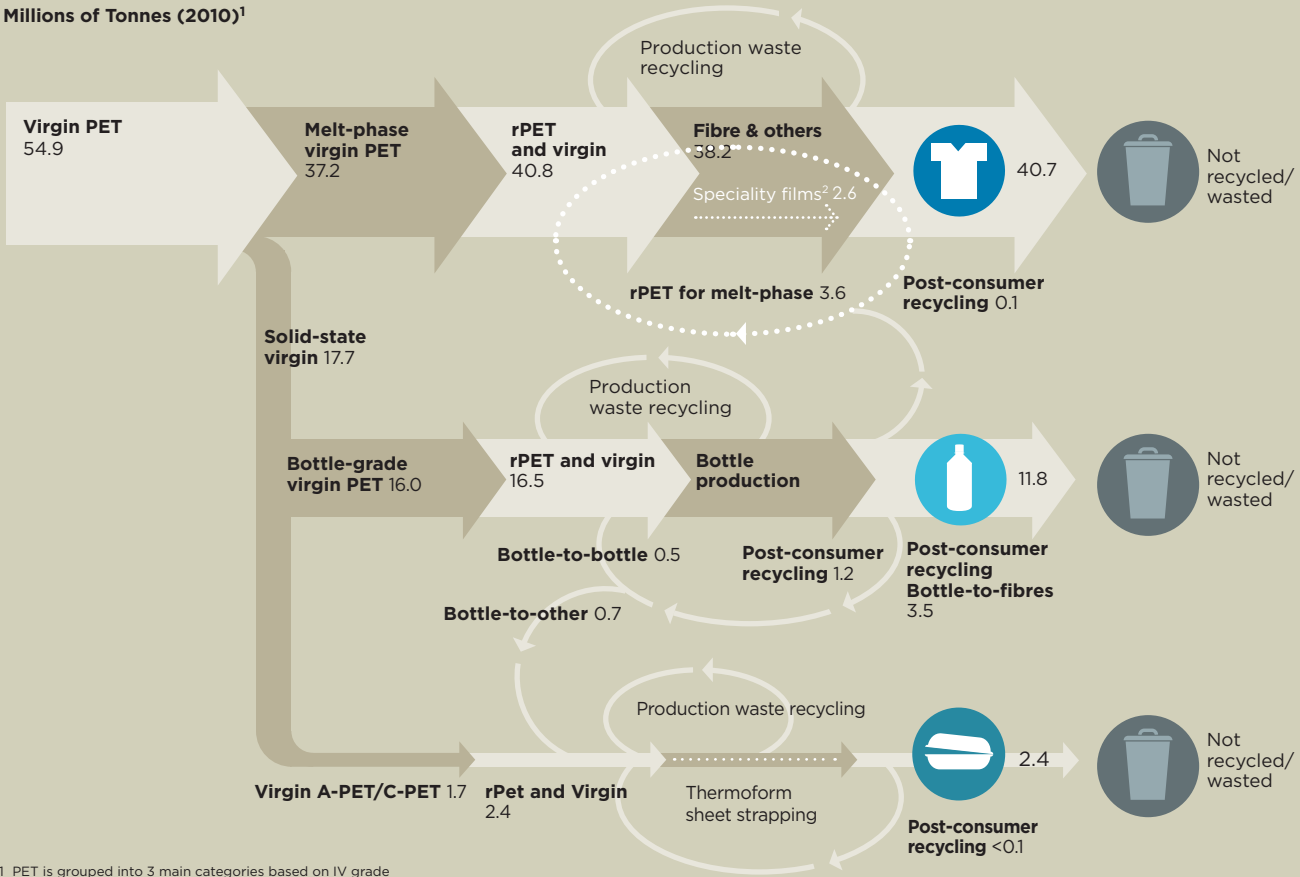 Millions of Tonnes (2010)¹
Production waste
recycling
Virgin PET
54.9
Melt-phase
virgin PET
37.2
rPET
and virgin
40.8
Fibre & others
38.2
Speciality films² 2.6
40.7
Not
recycled/
wasted
rPET for melt-phase 3.6
Post-consumer
recycling 0.1
Solid-state
virgin 17.7
Production
waste recycling
Bottle-grade
virgin PET 16.0
rPET and virgin
16.5
Bottle
production
11.8
Not
recycled/
wasted
Bottle-to-bottle 0.5
Post-consumer
recycling 1.2
Post-consumer
recycling
Bottle-to-fibres
3.5
Bottle-to-other 0.7
Production waste recycling
2.4
Not
recycled/
wasted
Virgin A-PET/C-PET 1.7
rPet and Virgin
2.4
Thermoform
sheet strapping
Post-consumer
recycling <0.1
1 PET is grouped into 3 main categories based on IV grade